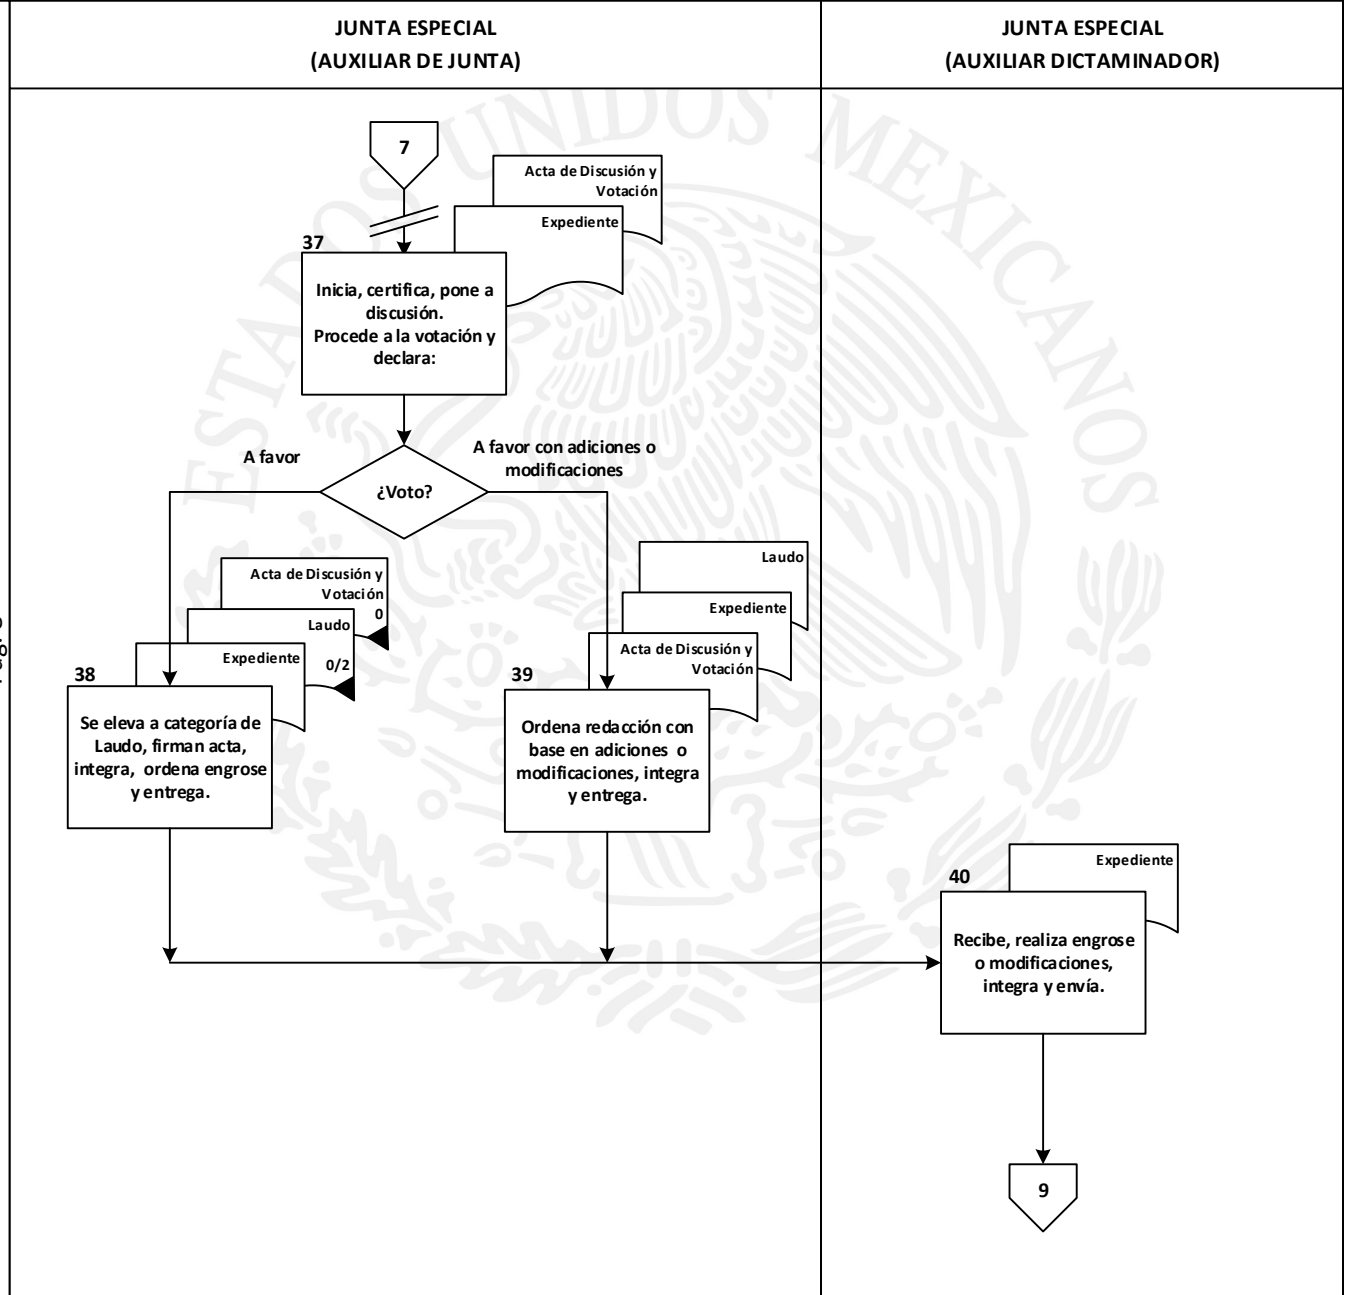 JUNTA ESPECIAL
(AUXILIAR DE JUNTA)
JUNTA ESPECIAL
(AUXILIAR DICTAMINADOR)
ESTADOS UNIDOS MEXICANOS
7
Acta de Discusión y
Votación
Expediente
37
Inicia, certifica, pone a
discusión.
Procede a la votación y
declara:
A favor
A favor con adiciones o
modificaciones
¿Voto?
Acta de Discusión y
Votación
0
Laudo
0/2
Expediente
38
Se eleva a categoría de
Laudo, firman acta,
integra, ordena engrose
y entrega.
Laudo
Expediente
Acta de Discusión y
Votación
39
Ordena redacción con
base en adiciones o
modificaciones, integra
y entrega.
Expediente
40
Recibe, realiza engrose
o modificaciones,
integra y envía.
9